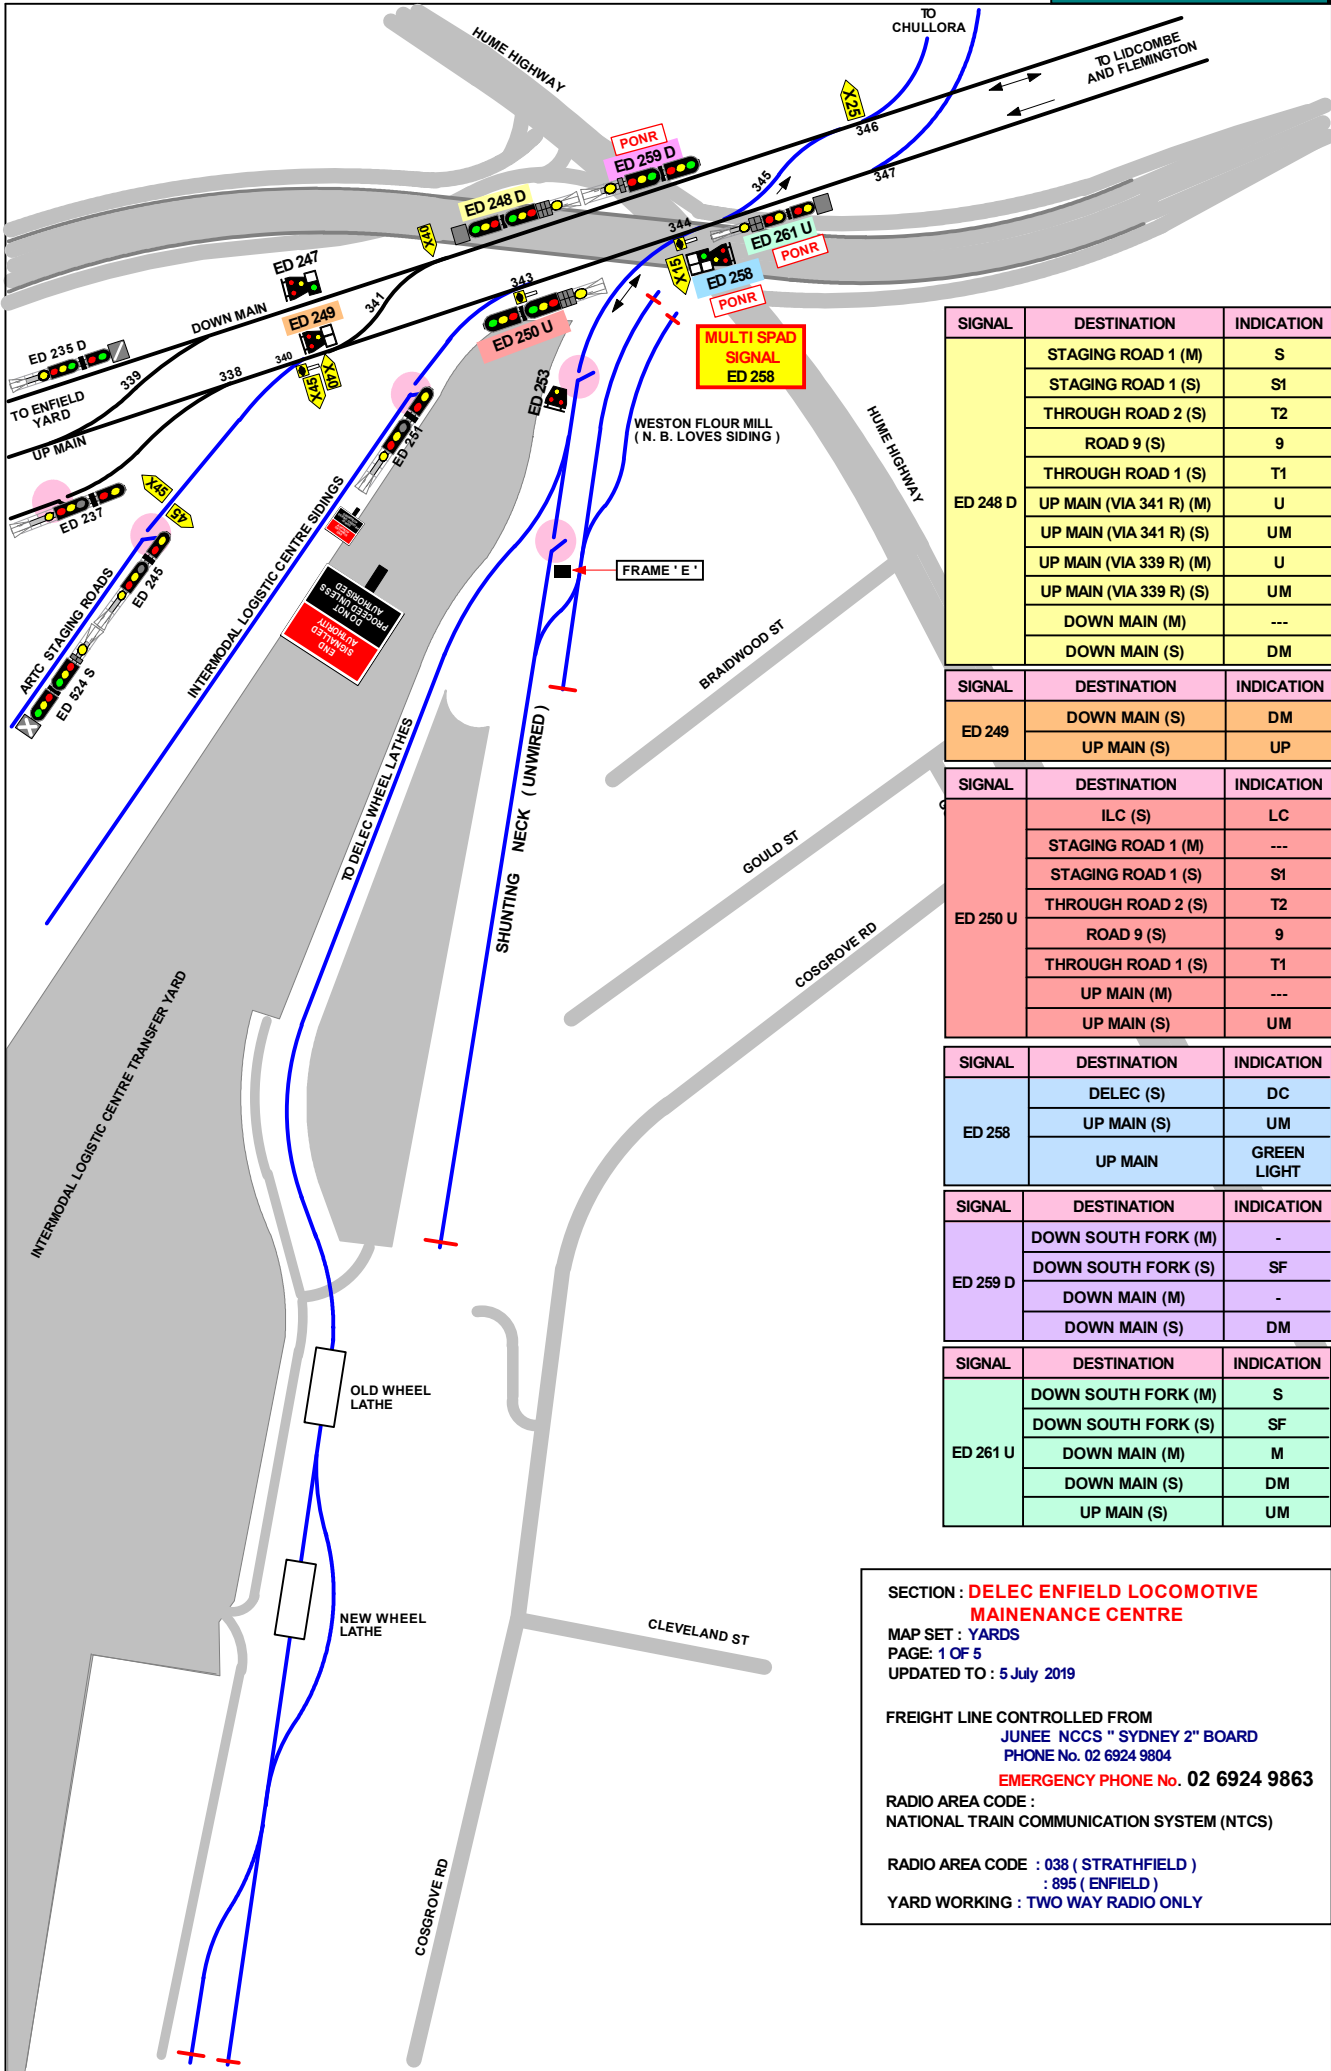 HUME HIGHWAY
TO
CHULLORA
TO LIDCOMBE
AND FLEMINGTON
X25
346
PONR
ED 259 D
345
347
ED 248 D
344
X40
ED 261 U
PONR
X15
ED 258
PONR
ED 247
341
343
DOWN MAIN
ED 249
ED 250 U
MULTI SPAD
SIGNAL
ED 258
ED 235 D
340
X40
X45
339
338
ED 253
TO ENFIELD
YARD
UP MAIN
WESTON FLOUR MILL
( N. B. LOVES SIDING )
HUME HIGHWAY
ED 251
X45
45
ED 237
ED 245
ARTC STAGING ROADS
INTERMODAL LOGISTIC CENTRE SIDINGS
FRAME ' E '
DO NOT
PROCEED UNLESS
AUTHORISED
END
SIGNALLED
AUTHORITY
ED 524 S
BRAIDWOOD ST
TO DELEC WHEEL LATHES
SHUNTING NECK ( UNWIRED )
GOULD ST
COSGROVE RD
INTERMODAL LOGISTIC CENTRE TRANSFER YARD
OLD WHEEL
LATHE
NEW WHEEL
LATHE
CLEVELAND ST
COSGROVE RD
SIGNAL DESTINATION INDICATION
ED 248 D
STAGING ROAD 1 (M) S
STAGING ROAD 1 (S) S1
THROUGH ROAD 2 (S) T2
ROAD 9 (S) 9
THROUGH ROAD 1 (S) T1
UP MAIN (VIA 341 R) (M) U
UP MAIN (VIA 341 R) (S) UM
UP MAIN (VIA 339 R) (M) U
UP MAIN (VIA 339 R) (S) UM
DOWN MAIN (M) ---
DOWN MAIN (S) DM
SIGNAL DESTINATION INDICATION
ED 249
DOWN MAIN (S) DM
UP MAIN (S) UP
SIGNAL DESTINATION INDICATION
ED 250 U
ILC (S) LC
STAGING ROAD 1 (M) ---
STAGING ROAD 1 (S) S1
THROUGH ROAD 2 (S) T2
ROAD 9 (S) 9
THROUGH ROAD 1 (S) T1
UP MAIN (M) ---
UP MAIN (S) UM
SIGNAL DESTINATION INDICATION
ED 258
DELEC (S) DC
UP MAIN (S) UM
UP MAIN GREEN LIGHT
SIGNAL DESTINATION INDICATION
ED 259 D
DOWN SOUTH FORK (M) -
DOWN SOUTH FORK (S) SF
DOWN MAIN (M) -
DOWN MAIN (S) DM
SIGNAL DESTINATION INDICATION
ED 261 U
DOWN SOUTH FORK (M) S
DOWN SOUTH FORK (S) SF
DOWN MAIN (M) M
DOWN MAIN (S) DM
UP MAIN (S) UM
SECTION : DELEC ENFIELD LOCOMOTIVE
MAINENANCE CENTRE
MAP SET : YARDS
PAGE: 1 OF 5
UPDATED TO : 5 July 2019
FREIGHT LINE CONTROLLED FROM
JUNEE NCCS " SYDNEY 2" BOARD
PHONE No. 02 6924 9804
EMERGENCY PHONE No. 02 6924 9863
RADIO AREA CODE :
NATIONAL TRAIN COMMUNICATION SYSTEM (NTCS)
RADIO AREA CODE : 038 ( STRATHFIELD )
: 895 ( ENFIELD )
YARD WORKING : TWO WAY RADIO ONLY